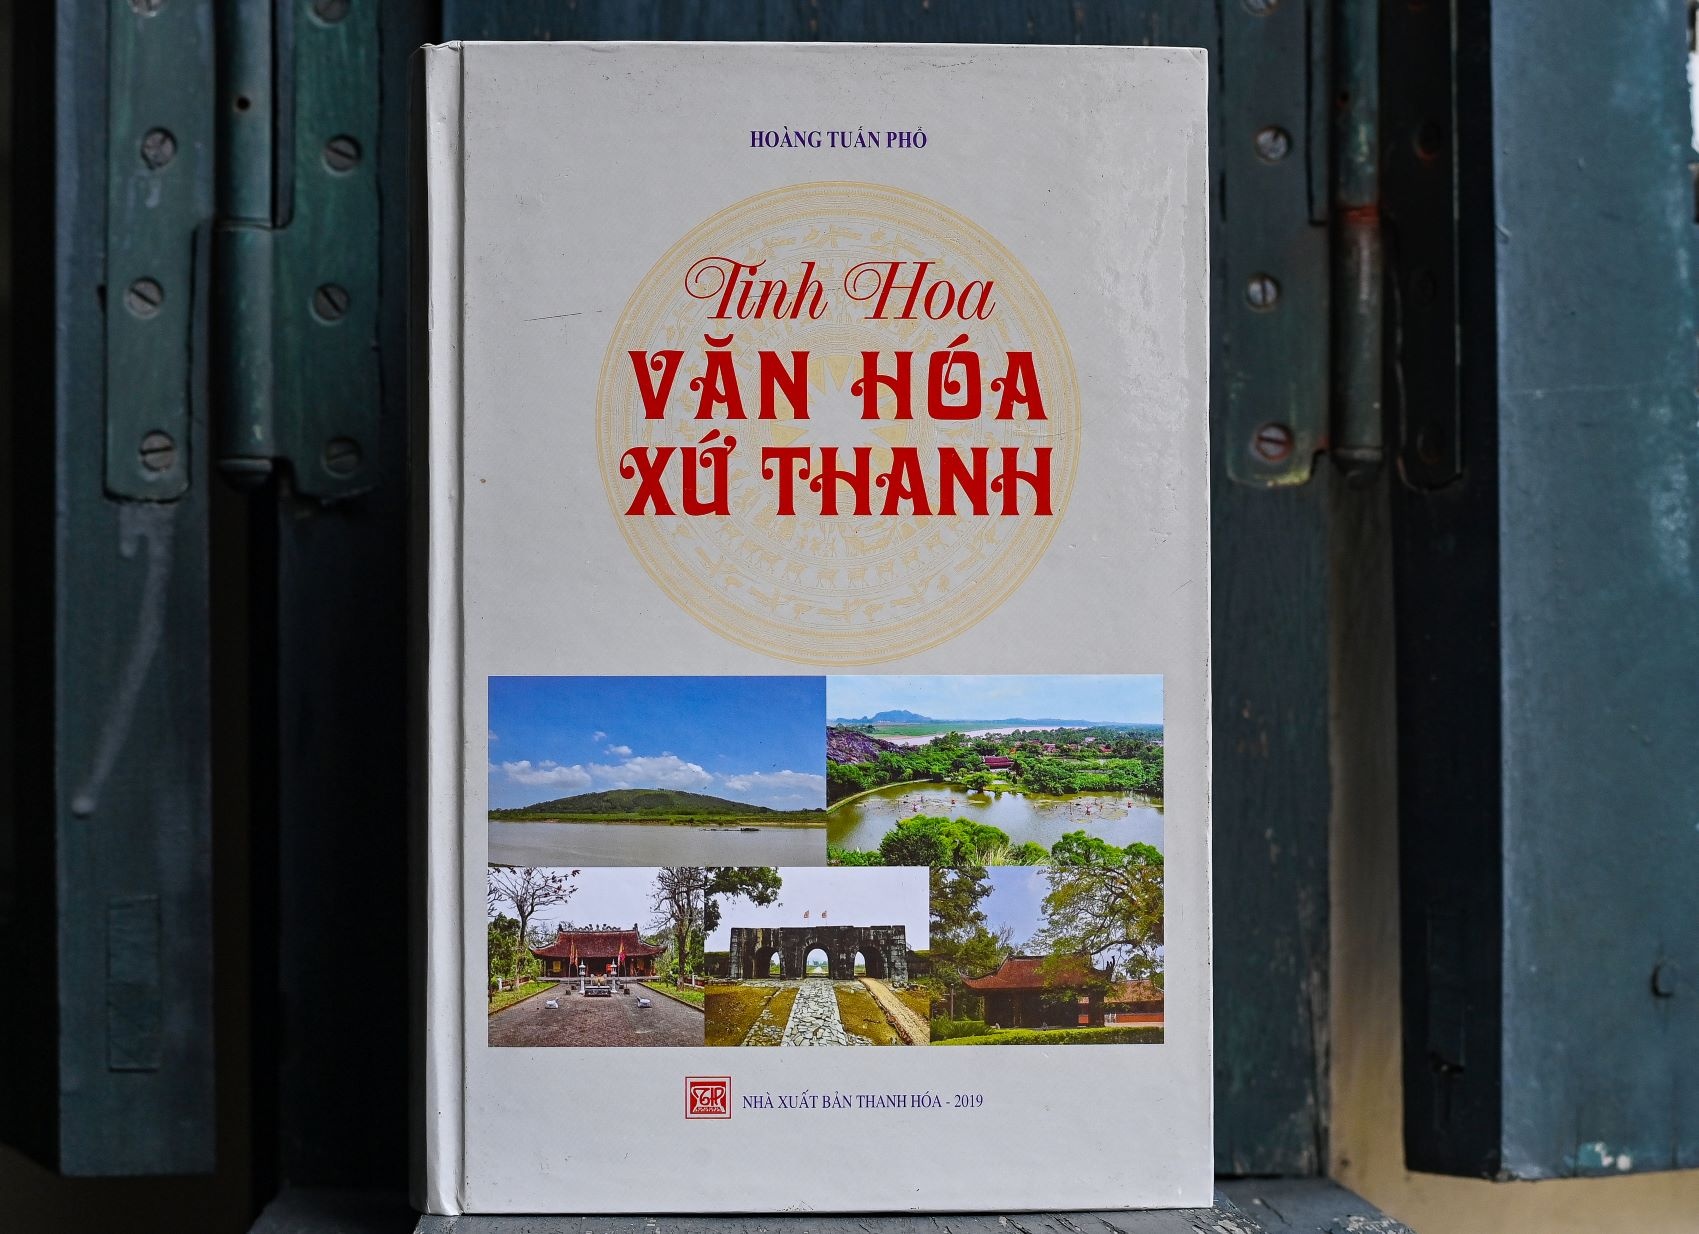 HOÀNG TUẤN PHỔ
Tinh Hoa
VĂN HÓA
XỨ THANH
NHÀ XUẤT BẢN THANH HÓA - 2019